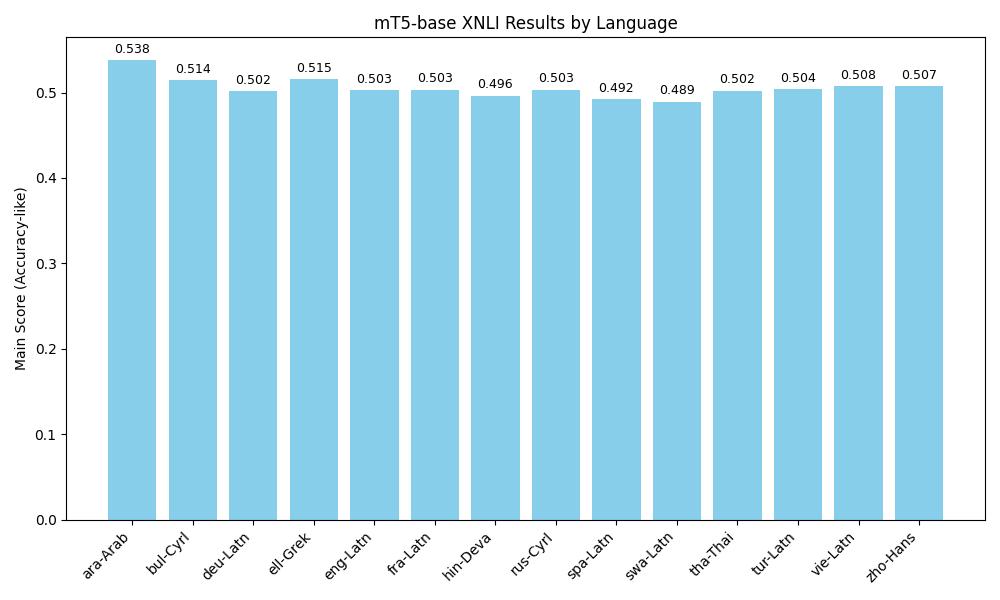 mT5-base XNLI Results by Language
Main Score (Accuracy-like)
0.5
0.4
0.3
0.2
0.1
0.0
0.538
0.514
0.502
0.515
0.503
0.503
0.496
0.503
0.492
0.489
0.502
0.504
0.508
0.507
ara-Arab
bul-Cyrl
deu-Latn
ell-Grek
eng-Latn
fra-Latn
hin-Deva
rus-Cyrl
spa-Latn
swa-Latn
tha-Thai
tur-Latn
vie-Latn
zho-Hans